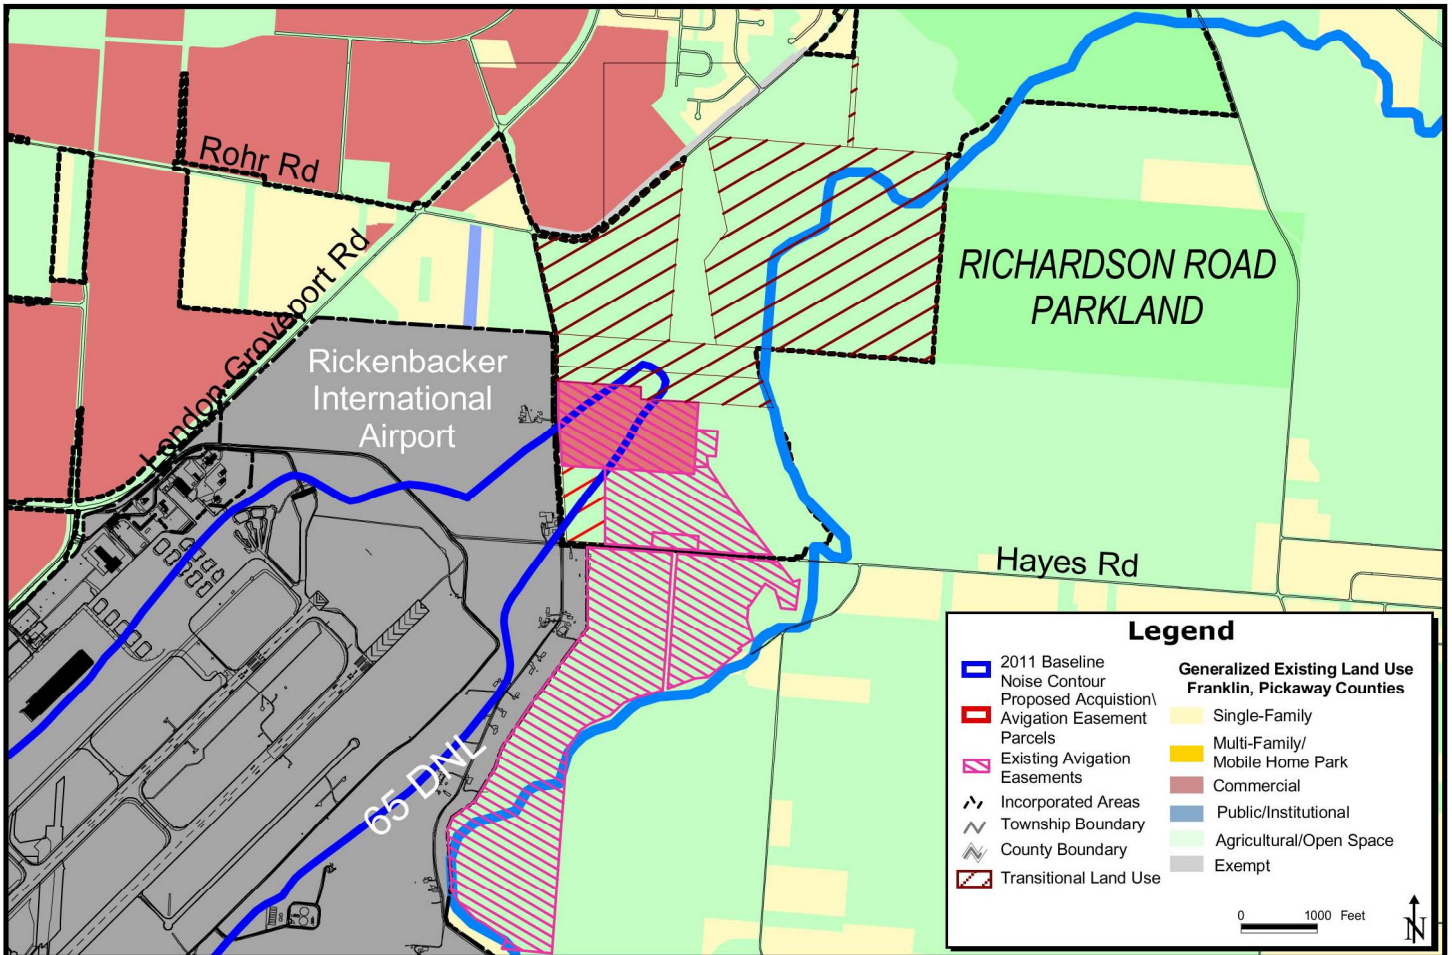 Rohr Rd
London-Groveport Rd
RICHARDSON ROAD
PARKLAND
Rickenbacker
International
Airport
Hayes Rd
65 DNL
Legend
2011 Baseline
Noise Contour
Proposed Acquistion\
Avigation Easement
Parcels
Existing Avigation
Easements
Incorporated Areas
Township Boundary
County Boundary
Transitional Land Use
Generalized Existing Land Use
Franklin, Pickaway Counties
Single-Family
Multi-Family/
Mobile Home Park
Commercial
Public/Institutional
Agricultural/Open Space
Exempt
0 1000 Feet
N